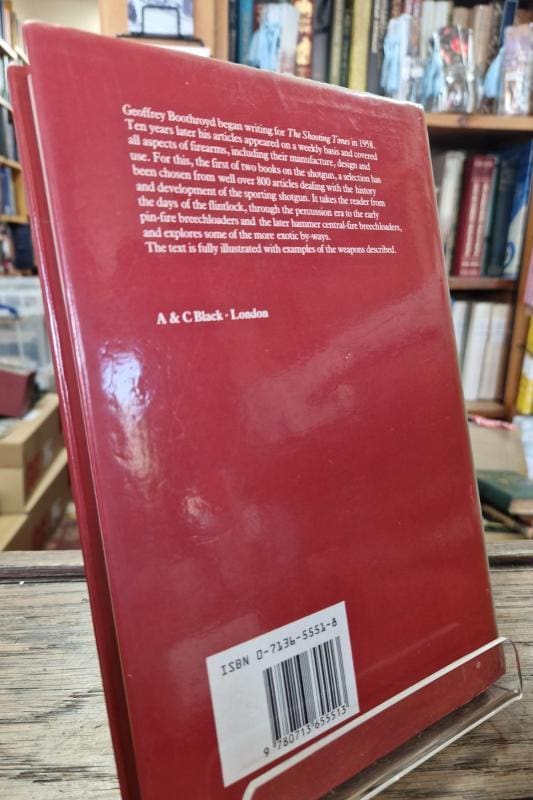 Geoffrey Boothroyd began writing for The Shooting Times in 1958.
Ten years later his articles appeared on a weekly basis and covered
all aspects of firearms, including their manufacture, design and
use. For this, the first of two books on the shotgun, a selection has
been chosen from well over 800 articles dealing with the history
and development of the sporting shotgun. It takes the reader from
the days of the flintlock, through the percussion era to the early
pin-fire breechloaders and the later hammer central-fire breechloaders,
and explores some of the more exotic by-ways.
The text is fully illustrated with examples of the weapons described.
A & C Black · London
ISBN 0-7136-5551-8
9 780713 655513